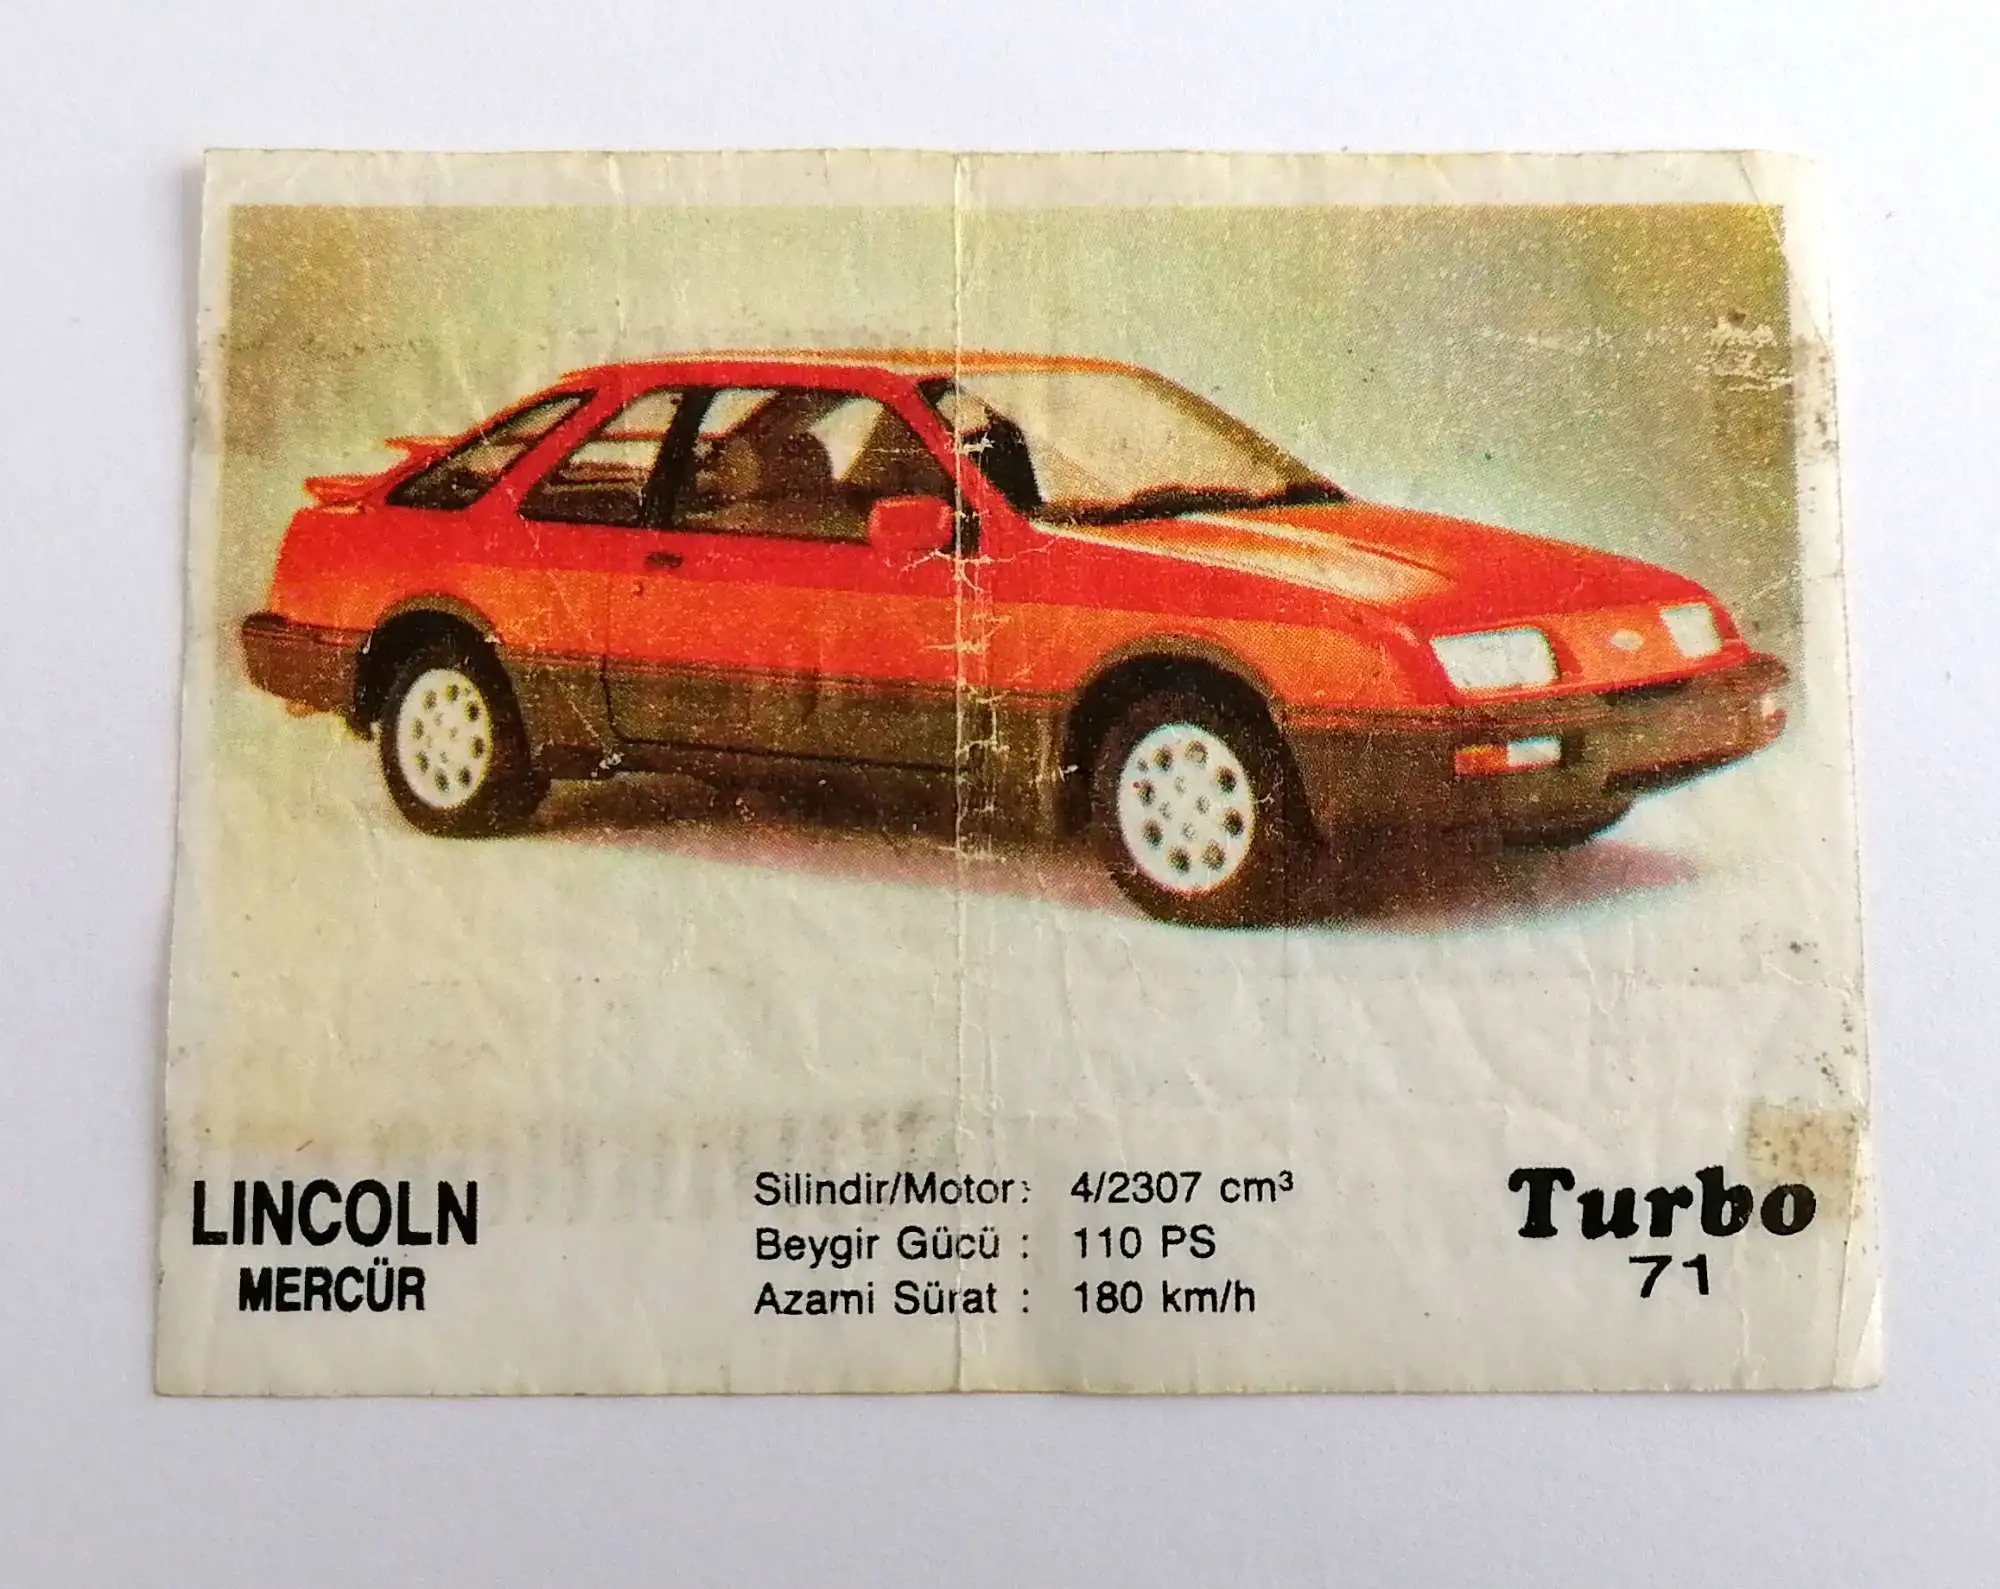 LINCOLN
MERCÜR
Silindir/Motor: 4/2307 cm³
Beygir Gücü : 110 PS
Azami Sürat : 180 km/h
Turbo
71